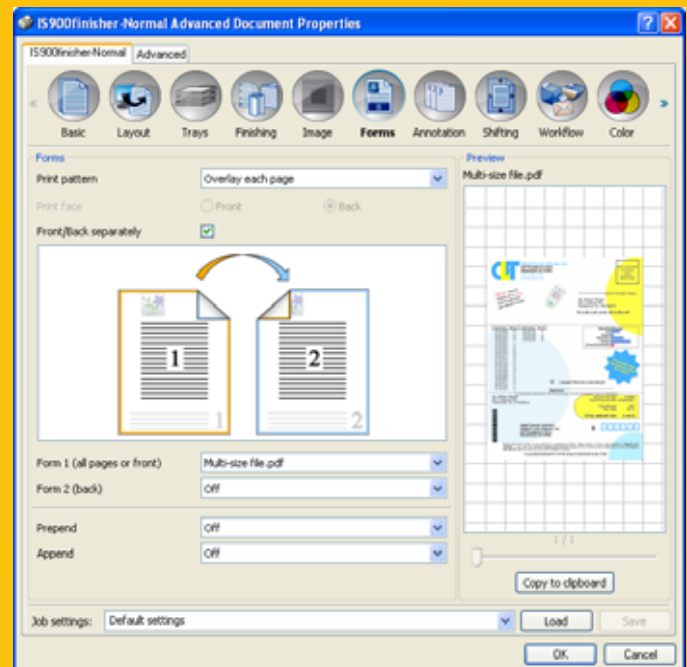 IS900finisher-Normal Advanced Document Properties
IS900finisher-Normal Advanced
Basic Layout Trays Finishing Image Forms Annotation Shifting Workflow Color
Forms
Print pattern Overlay each page
Print face Front Back
Front/Back separately
1 2
1 2
Form 1 (all pages or front) Multi-size file.pdf
Form 2 (back) Off
Prepend Off
Append Off
Preview
Multi-size file.pdf
CLT
1 / 1
Copy to clipboard
Job settings: Default settings Load Save
OK Cancel